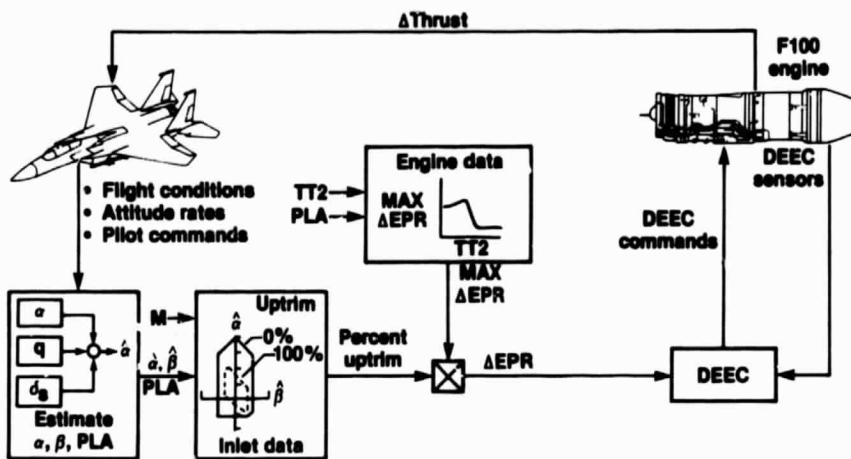 ΔThrust
F100
engine
DEEC
sensors
• Flight conditions
• Attitude rates
• Pilot commands
Engine data
TT2
PLA
MAX
ΔEPR
TT2
MAX
ΔEPR
DEEC
commands
α
q
δs
α̂
Estimate
α, β, PLA
M
α̂, β̂
PLA
Uptrim
α̂
0%
100%
β̂
Inlet data
Percent
uptrim
ΔEPR
DEEC